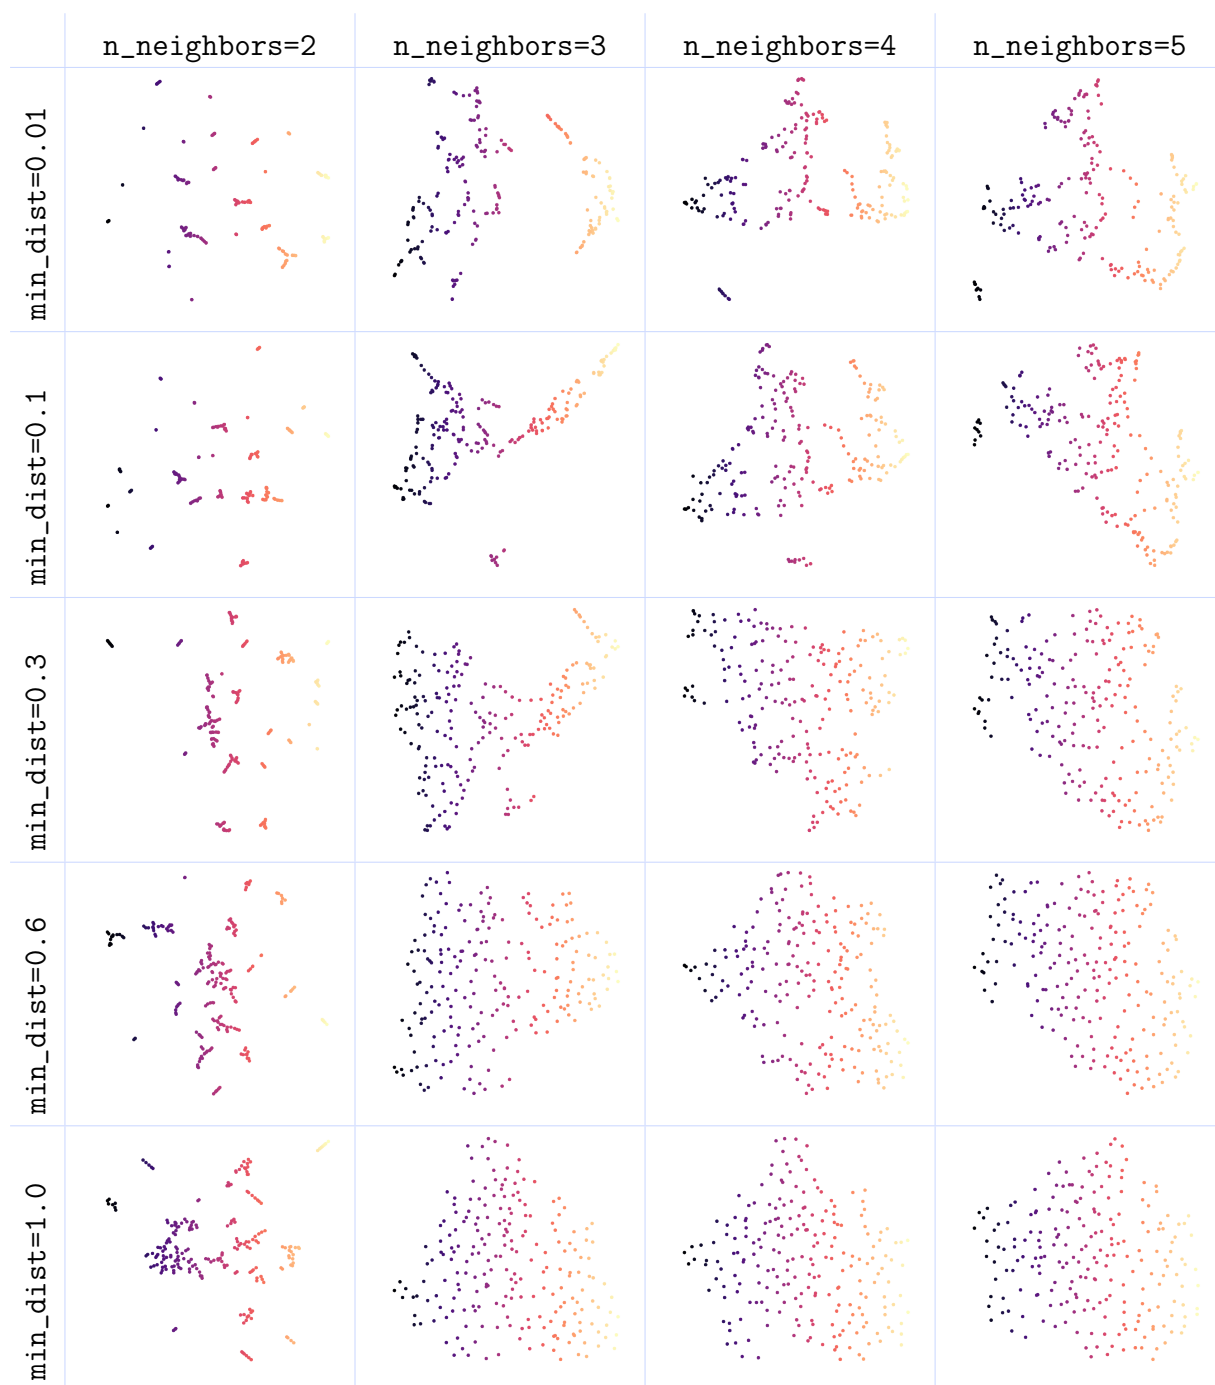 n_neighbors=2
n_neighbors=3
n_neighbors=4
n_neighbors=5
min_dist=0.01
min_dist=0.1
min_dist=0.3
min_dist=0.6
min_dist=1.0